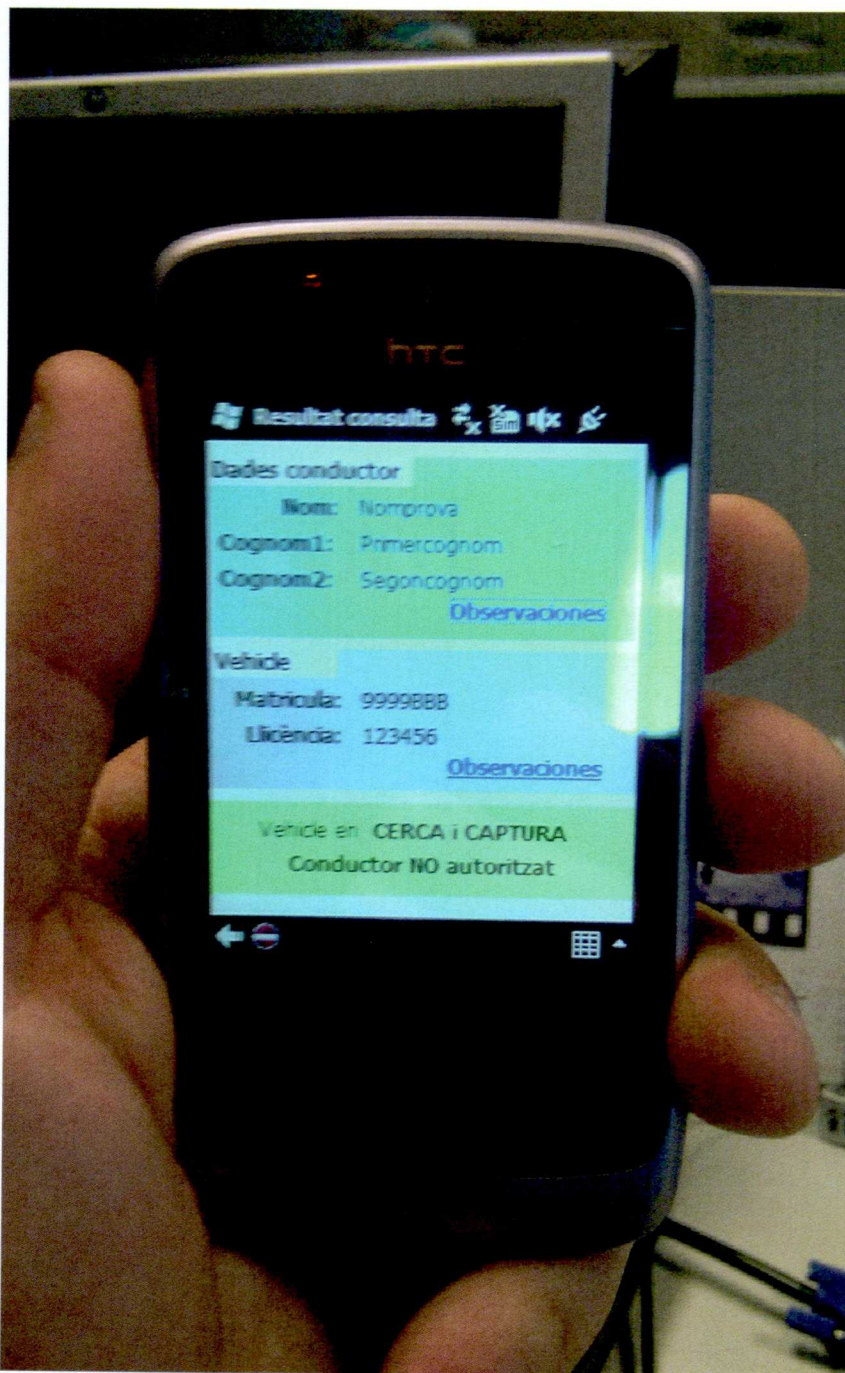 htc
Resultat consulta
Dades conductor
Nom: Nomprova
Cognom1: Primercognom
Cognom2: Segoncognom
Observaciones
Vehicle
Matrícula: 9999BBB
Llicència: 123456
Observaciones
Vehicle en CERCA i CAPTURA
Conductor NO autoritzat